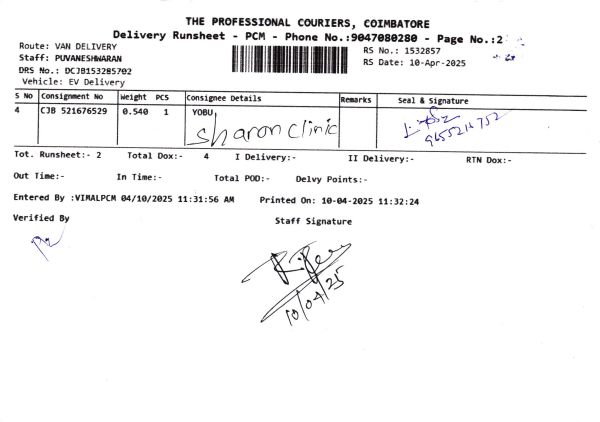 THE PROFESSIONAL COURIERS, COIMBATORE
Delivery Runsheet - PCM - Phone No.:9047080280 - Page No.:2
Route: VAN DELIVERY
RS No.: 1532857
Staff: PUVANESHWARAN
RS Date: 10-Apr-2025
DRS No.: DCJB153285702
Vehicle: EV Delivery
S No Consignment No Weight PCS Consignee Details Remarks Seal & Signature
4 CJB 521676529 0.540 1 YOBU
Sharon clinic
Tot. Runsheet:- 2 Total Dox:- 4 I Delivery:- II Delivery:- RTN Dox:-
Out Time:- In Time:- Total POD:- Delvy Points:-
Entered By :VIMALPCM 04/10/2025 11:31:56 AM Printed On: 10-04-2025 11:32:24
Verified By Staff Signature
10/04/25